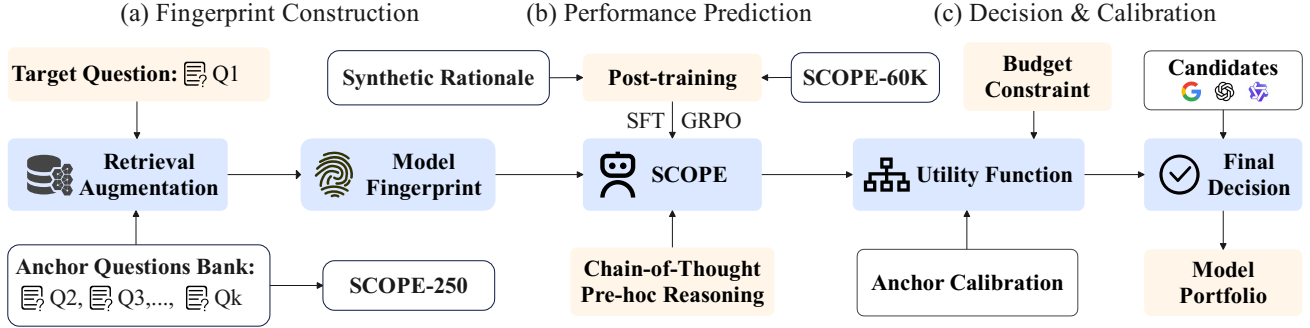 (a) Fingerprint Construction
(b) Performance Prediction
(c) Decision & Calibration
Target Question: Q1
Retrieval
Augmentation
Anchor Questions Bank:
Q2, Q3,..., Qk
SCOPE-250
Model
Fingerprint
Synthetic Rationale
Post-training
SCOPE-60K
SFT GRPO
SCOPE
Chain-of-Thought
Pre-hoc Reasoning
Budget
Constraint
Utility Function
Anchor Calibration
Candidates
Final
Decision
Model
Portfolio